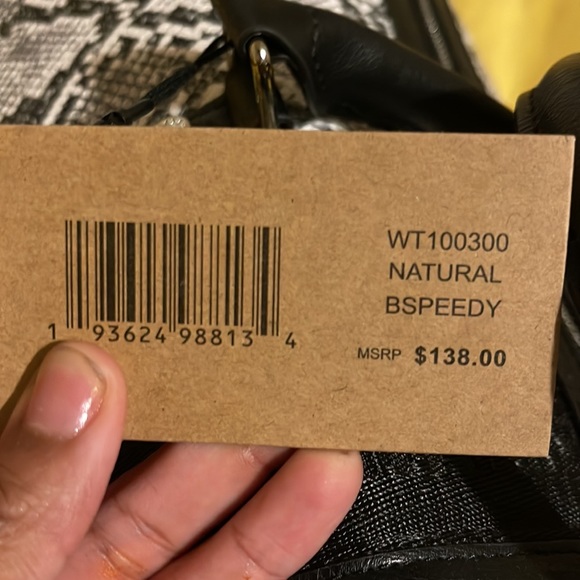 1 93624 98813 4
WT100300
NATURAL
BSPEEDY
MSRP $138.00